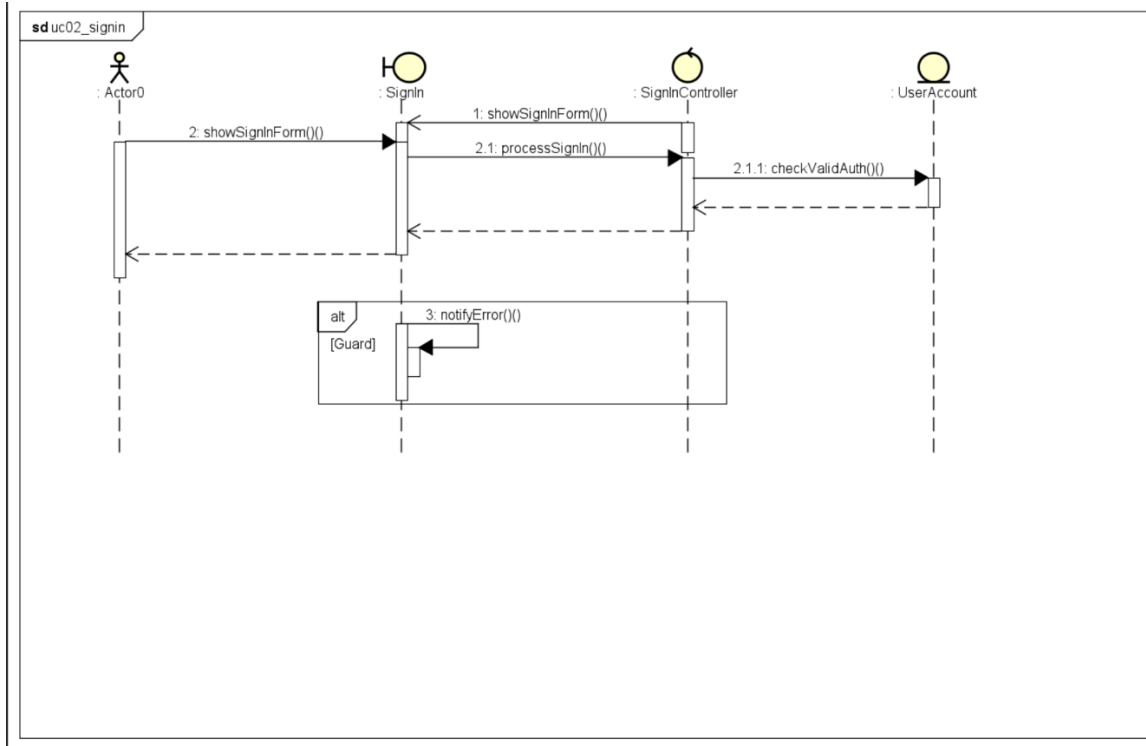 sd uc02_signin
: Actor0
: SignIn
: SignInController
: UserAccount
1: showSignInForm()()
2: showSignInForm()()
2.1: processSignIn()()
2.1.1: checkValidAuth()()
alt
3: notifyError()()
[Guard]